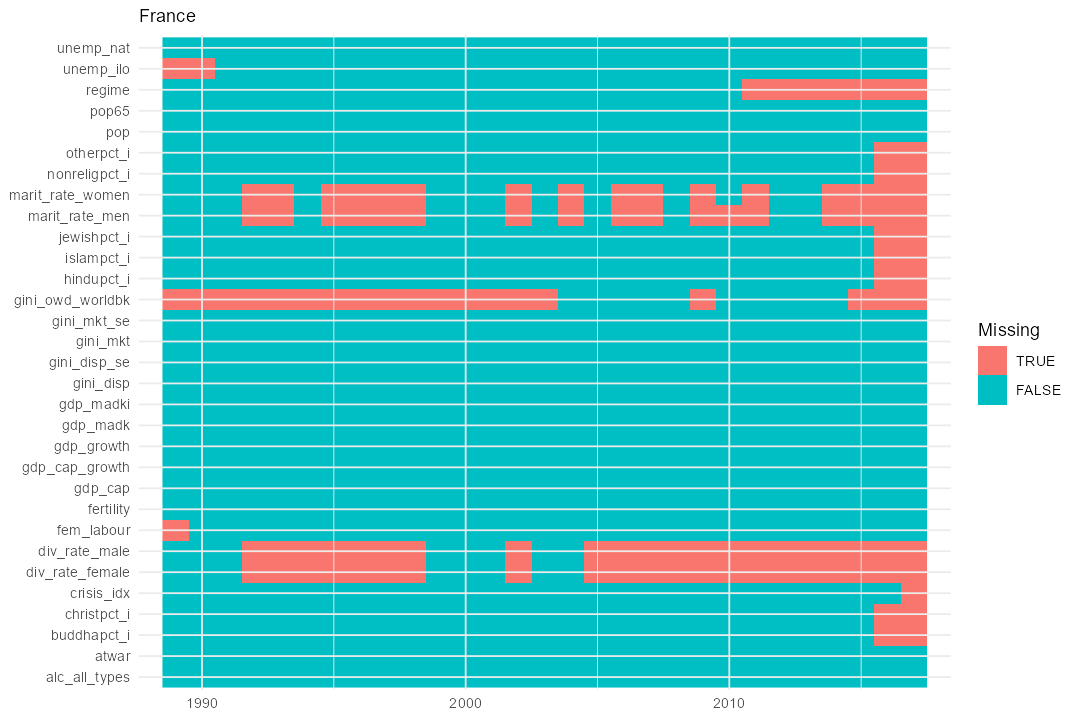 France
unemp_nat
unemp_ilo
regime
pop65
pop
otherpct_i
nonreligpct_i
marit_rate_women
marit_rate_men
jewishpct_i
islampct_i
hindupct_i
gini_owd_worldbk
gini_mkt_se
gini_mkt
gini_disp_se
gini_disp
gdp_madki
gdp_madk
gdp_growth
gdp_cap_growth
gdp_cap
fertility
fem_labour
div_rate_male
div_rate_female
crisis_idx
christpct_i
buddhapct_i
atwar
alc_all_types
1990 2000 2010
Missing
TRUE
FALSE